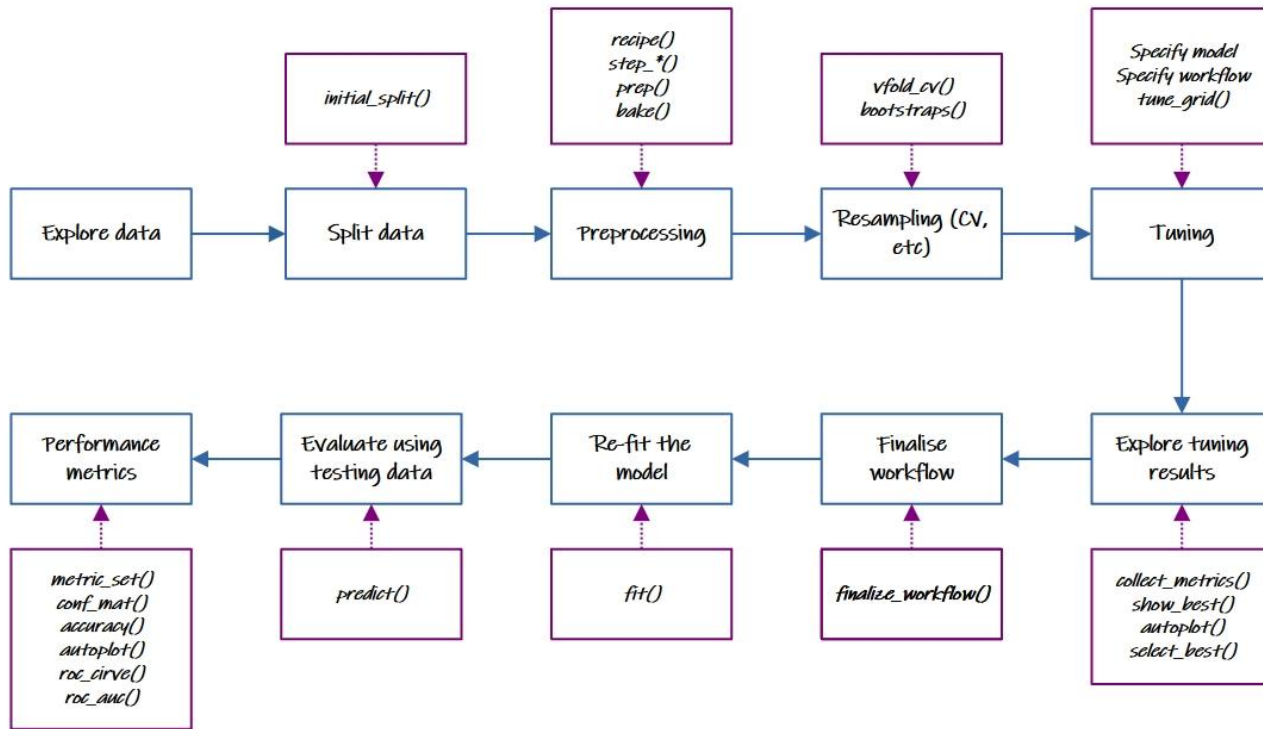 initial_split()
recipe()
step_*()
prep()
bake()
vfold_cv()
bootstraps()
Specify model
Specify workflow
tune_grid()
Explore data
Split data
Preprocessing
Resampling (CV,
etc)
Tuning
Performance
metrics
Evaluate using
testing data
Re-fit the
model
Finalise
workflow
Explore tuning
results
metric_set()
conf_mat()
accuracy()
autoplot()
roc_cirve()
roc_auc()
predict()
fit()
finalize_workflow()
collect_metrics()
show_best()
autoplot()
select_best()